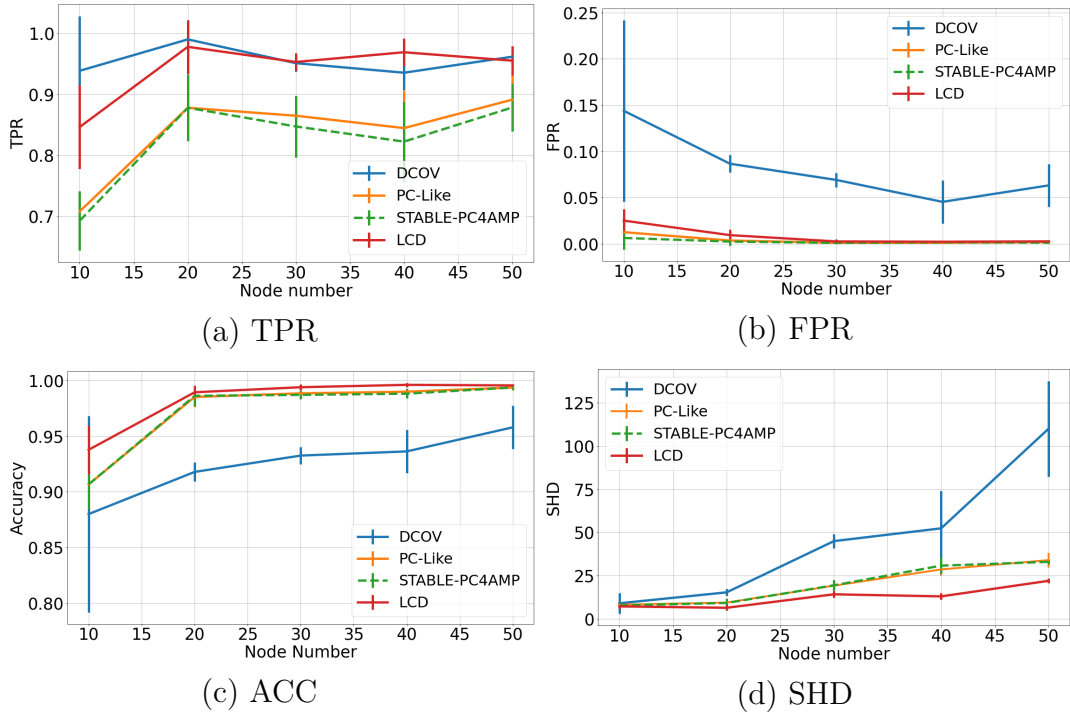 1.0
0.9
0.8
0.7
TPR
10 15 20 25 30 35 40 45 50
Node number
DCOV
PC-Like
STABLE-PC4AMP
LCD
(a) TPR
0.25
0.20
0.15
0.10
0.05
0.00
FPR
10 15 20 25 30 35 40 45 50
Node number
DCOV
PC-Like
STABLE-PC4AMP
LCD
(b) FPR
1.00
0.95
0.90
0.85
0.80
Accuracy
10 15 20 25 30 35 40 45 50
Node Number
DCOV
PC-Like
STABLE-PC4AMP
LCD
(c) ACC
125
100
75
50
25
0
SHD
10 15 20 25 30 35 40 45 50
Node number
DCOV
PC-Like
STABLE-PC4AMP
LCD
(d) SHD